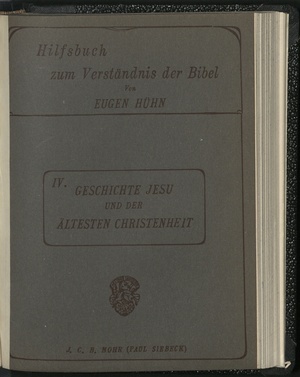 Hilfsbuch
zum Verständnis der Bibel
Von
EUGEN HÜHN
IV.
GESCHICHTE JESU
UND DER
ÄLTESTEN CHRISTENHEIT
J. C. B. MOHR (PAUL SIEBECK)